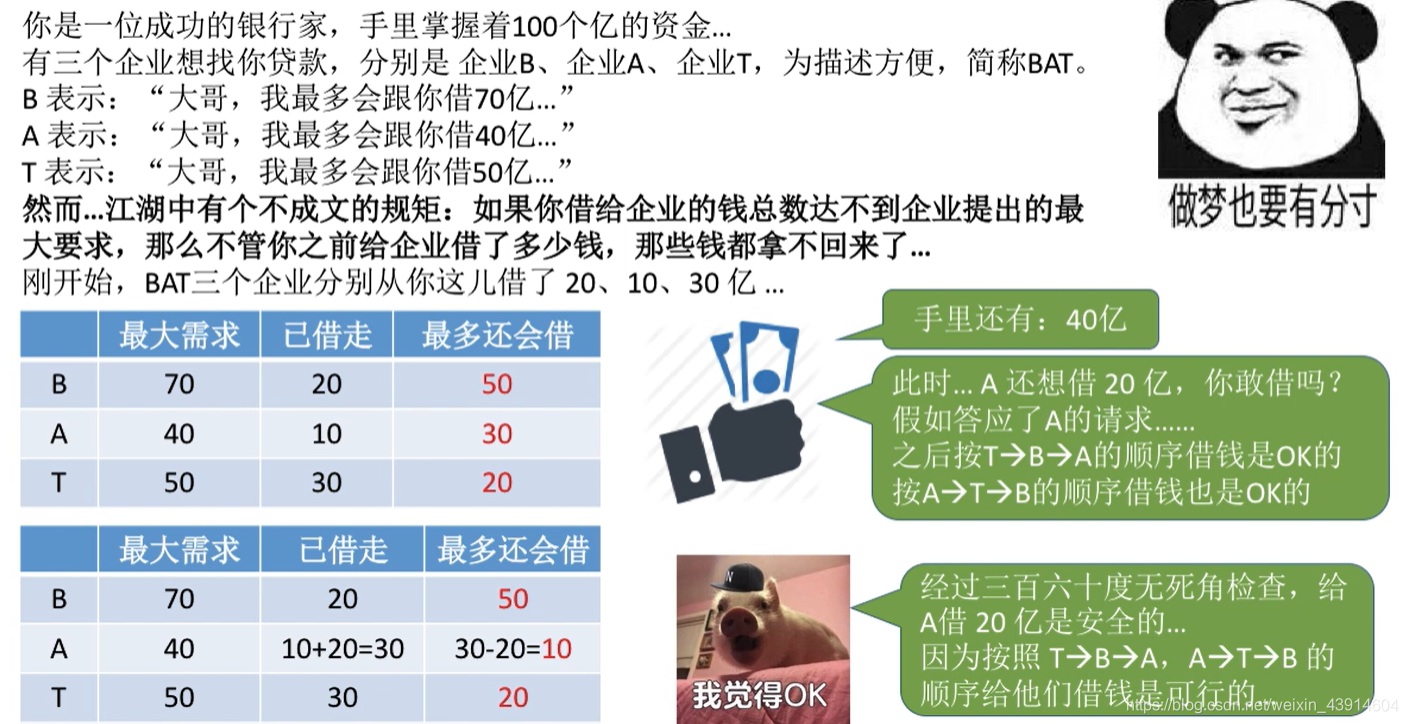 你是一位成功的银行家，手里掌握着100个亿的资金…
有三个企业想找你贷款，分别是 企业B、企业A、企业T，为描述方便，简称BAT。
B 表示：“大哥，我最多会跟你借70亿…”
A 表示：“大哥，我最多会跟你借40亿…”
T 表示：“大哥，我最多会跟你借50亿…”
然而…江湖中有个不成文的规矩：如果你借给企业的钱总数达不到企业提出的最
大要求，那么不管你之前给企业借了多少钱，那些钱都拿不回来了…
刚开始，BAT三个企业分别从你这儿借了 20、10、30 亿 …
做梦也要有分寸
最大需求 已借走 最多还会借
B 70 20 50
A 40 10 30
T 50 30 20
手里还有：40亿
此时… A 还想借 20 亿，你敢借吗？
假如答应了A的请求……
之后按T→B→A的顺序借钱是OK的
按A→T→B的顺序借钱也是OK的
最大需求 已借走 最多还会借
B 70 20 50
A 40 10+20=30 30-20=10
T 50 30 20
N
我觉得OK
经过三百六十度无死角检查，给
A借 20 亿是安全的…
因为按照 T→B→A，A→T→B 的
顺序给他们借钱是可行的
https://blog.csdn.net/weixin_43914604